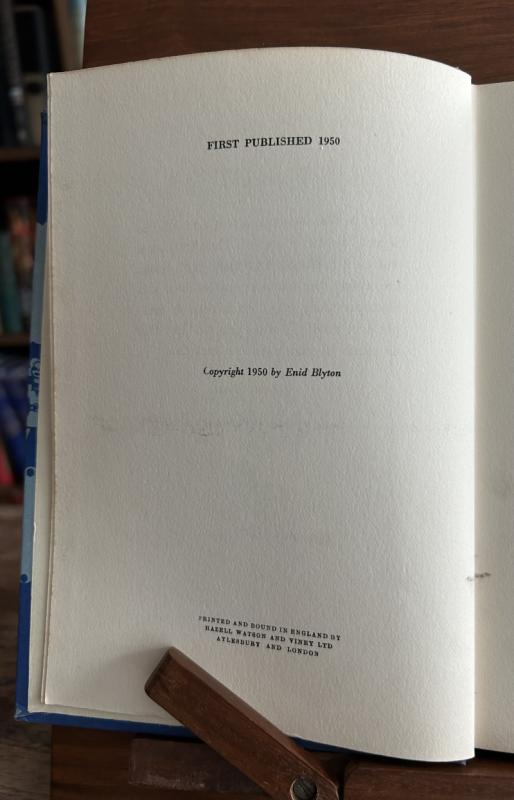 FIRST PUBLISHED 1950
Copyright 1950 by Enid Blyton
PRINTED AND BOUND IN ENGLAND BY
HAZELL WATSON AND VINEY LTD
AYLESBURY AND LONDON